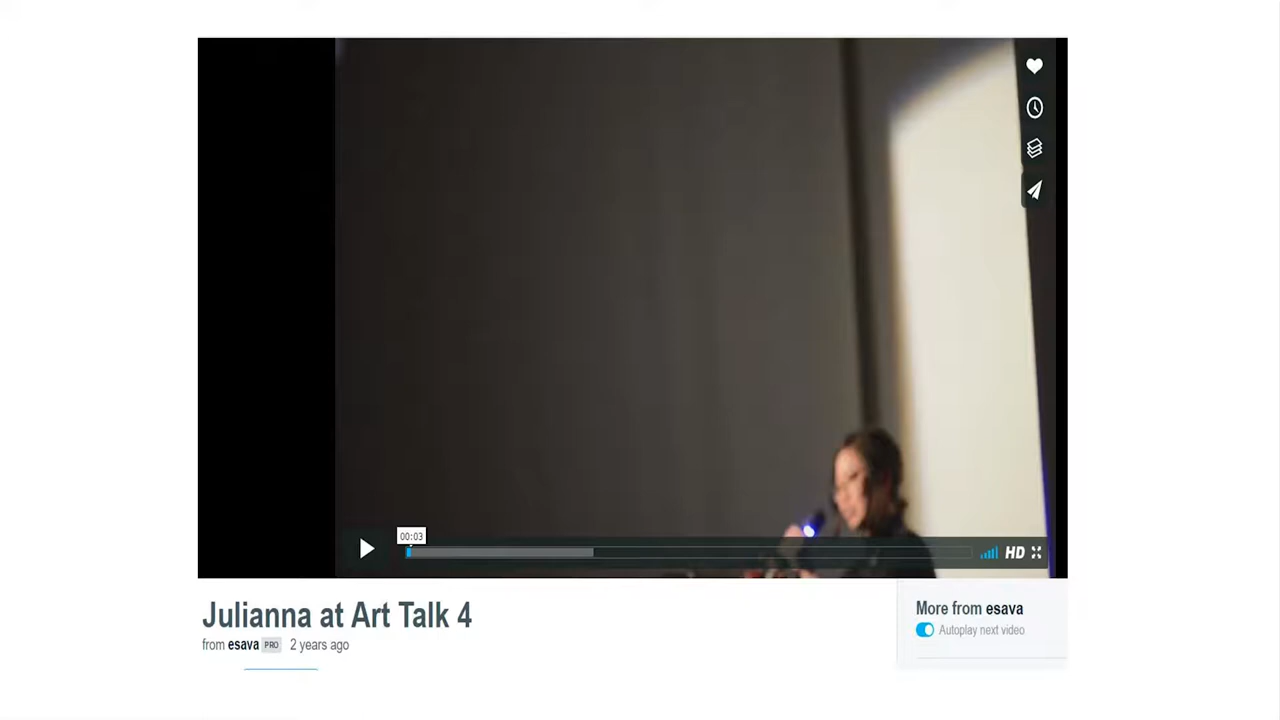 00:03
HD
Julianna at Art Talk 4
from esava PRO 2 years ago
More from esava
Autoplay next video